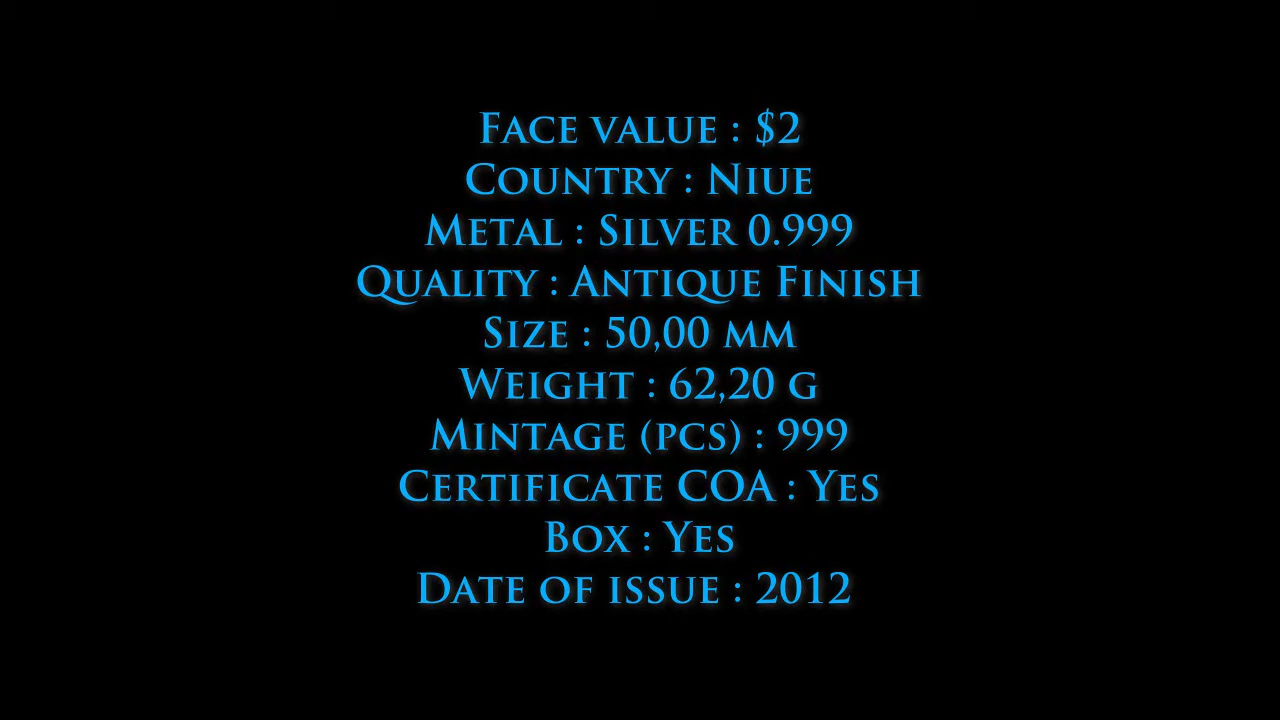 Face value : $2
Country : Niue
Metal : Silver 0.999
Quality : Antique Finish
Size : 50,00 mm
Weight : 62,20 g
Mintage (pcs) : 999
Certificate COA : Yes
Box : Yes
Date of issue : 2012